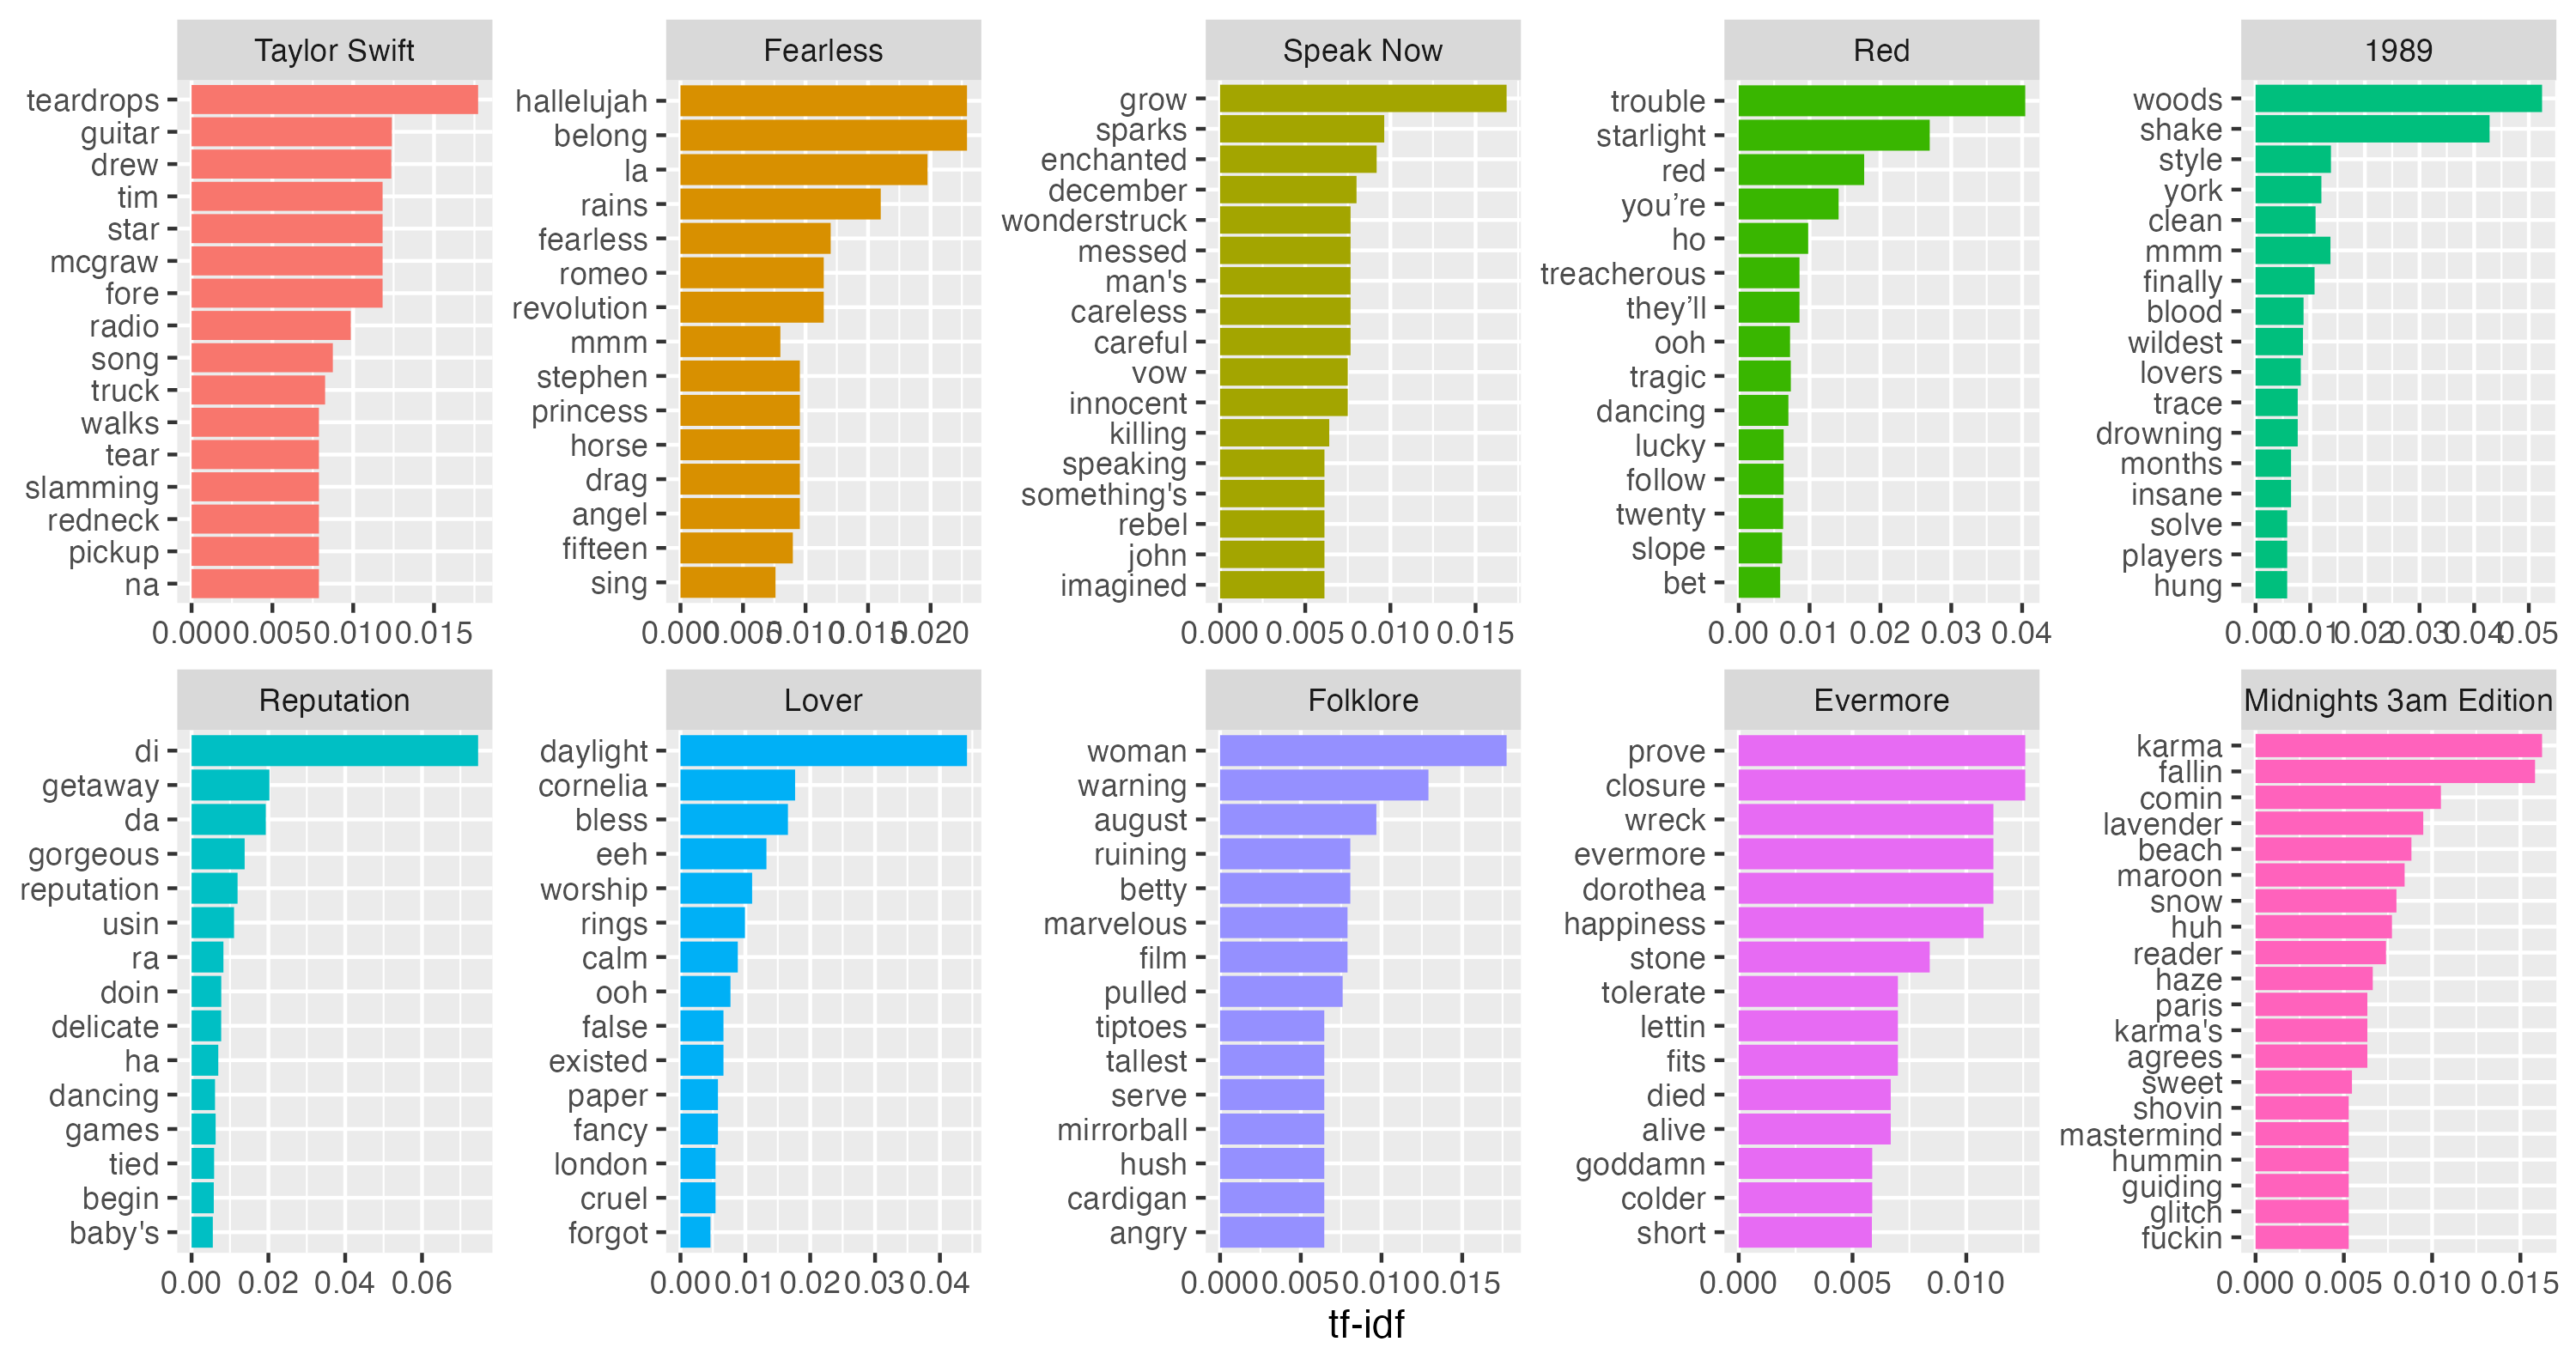 Taylor Swift
teardrops
guitar
drew
tim
star
mcgraw
fore
radio
song
truck
walks
tear
slamming
redneck
pickup
na
0.000 0.005 0.010 0.015
Fearless
hallelujah
belong
la
rains
fearless
romeo
revolution
mmm
stephen
princess
horse
drag
angel
fifteen
sing
0.000 0.005 0.010 0.015 0.020
Speak Now
grow
sparks
enchanted
december
wonderstruck
messed
man's
careless
careful
vow
innocent
killing
speaking
something's
rebel
john
imagined
0.000 0.005 0.010 0.015
Red
trouble
starlight
red
you’re
ho
treacherous
they’ll
ooh
tragic
dancing
lucky
follow
twenty
slope
bet
0.00 0.01 0.02 0.03 0.04
1989
woods
shake
style
york
clean
mmm
finally
blood
wildest
lovers
trace
drowning
months
insane
solve
players
hung
0.00 0.01 0.02 0.03 0.04 0.05
Reputation
di
getaway
da
gorgeous
reputation
usin
ra
doin
delicate
ha
dancing
games
tied
begin
baby's
0.00 0.02 0.04 0.06
Lover
daylight
cornelia
bless
eeh
worship
rings
calm
ooh
false
existed
paper
fancy
london
cruel
forgot
0.00 0.01 0.02 0.03 0.04
Folklore
woman
warning
august
ruining
betty
marvelous
film
pulled
tiptoes
tallest
serve
mirrorball
hush
cardigan
angry
0.000 0.005 0.010 0.015
Evermore
prove
closure
wreck
evermore
dorothea
happiness
stone
tolerate
lettin
fits
died
alive
goddamn
colder
short
0.000 0.005 0.010
Midnights 3am Edition
karma
fallin
comin
lavender
beach
maroon
snow
huh
reader
haze
paris
karma's
agrees
sweet
shovin
mastermind
hummin
guiding
glitch
fuckin
0.000 0.005 0.010 0.015
tf-idf